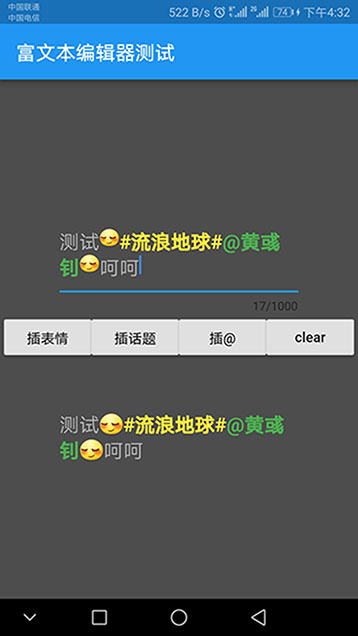 中国联通
中国电信
522 B/s 2G 74 下午4:32
富文本编辑器测试
测试#流浪地球#@黄彧
钊呵呵
17/1000
插表情 插话题 插@ clear
测试#流浪地球#@黄彧
钊呵呵